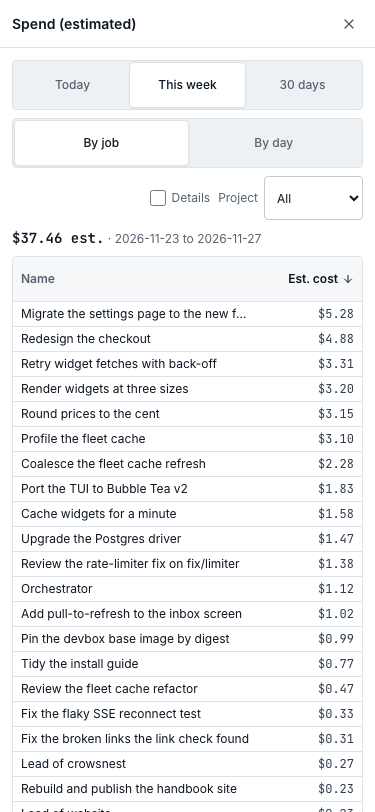 Spend (estimated)
Today This week 30 days
By job By day
Details Project All
$37.46 est. · 2026-11-23 to 2026-11-27
Name Est. cost ↓
Migrate the settings page to the new f... $5.28
Redesign the checkout $4.88
Retry widget fetches with back-off $3.31
Render widgets at three sizes $3.20
Round prices to the cent $3.15
Profile the fleet cache $3.10
Coalesce the fleet cache refresh $2.28
Port the TUI to Bubble Tea v2 $1.83
Cache widgets for a minute $1.58
Upgrade the Postgres driver $1.47
Review the rate-limiter fix on fix/limiter $1.38
Orchestrator $1.12
Add pull-to-refresh to the inbox screen $1.02
Pin the devbox base image by digest $0.99
Tidy the install guide $0.77
Review the fleet cache refactor $0.47
Fix the flaky SSE reconnect test $0.33
Fix the broken links the link check found $0.31
Lead of crowsnest $0.27
Rebuild and publish the handbook site $0.23
Lead of website $0.23